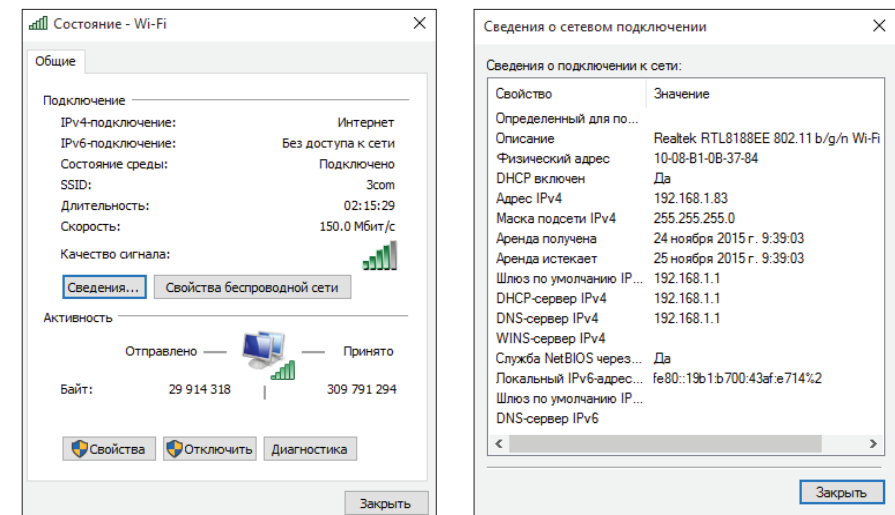 Состояние - Wi-Fi
Общие
Подключение
IPv4-подключение: Интернет
IPv6-подключение: Без доступа к сети
Состояние среды: Подключено
SSID: 3com
Длительность: 02:15:29
Скорость: 150.0 Мбит/с
Качество сигнала:
Сведения... Свойства беспроводной сети
Активность
Отправлено Принято
Байт: 29 914 318 309 791 294
Свойства Отключить Диагностика
Закрыть
Сведения о сетевом подключении
Сведения о подключении к сети:
Свойство Значение
Определенный для по...
Описание Realtek RTL8188EE 802.11 b/g/n Wi-Fi
Физический адрес 10-08-B1-0B-37-84
DHCP включен Да
Адрес IPv4 192.168.1.83
Маска подсети IPv4 255.255.255.0
Аренда получена 24 ноября 2015 г. 9:39:03
Аренда истекает 25 ноября 2015 г. 9:39:03
Шлюз по умолчанию IP... 192.168.1.1
DHCP-сервер IPv4 192.168.1.1
DNS-сервер IPv4 192.168.1.1
WINS-сервер IPv4
Служба NetBIOS через... Да
Локальный IPv6-адрес... fe80::19b1:b700:43af:e714%2
Шлюз по умолчанию IP...
DNS-сервер IPv6
Закрыть